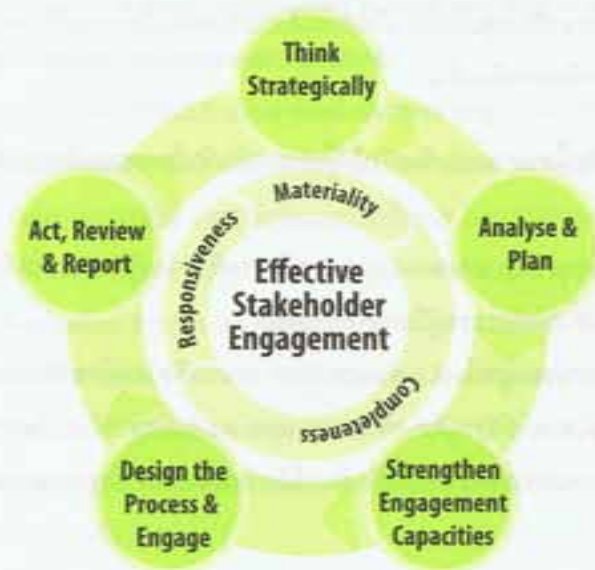 Think
Strategically
Analyse &
Plan
Strengthen
Engagement
Capacities
Design the
Process &
Engage
Act, Review
& Report
Materiality
Completeness
Responsiveness
Effective
Stakeholder
Engagement